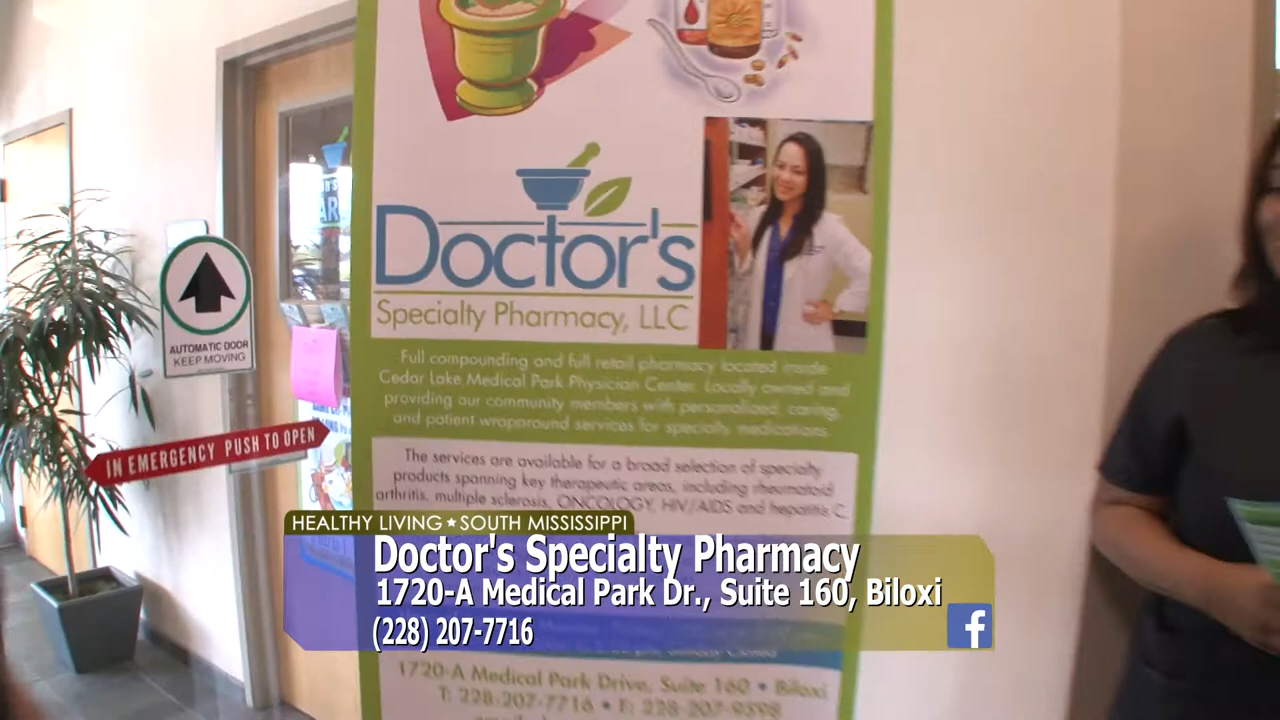 Doctor's
Specialty Pharmacy, LLC
Full compounding and full retail pharmacy located inside
Cedar Lake Medical Park Physician Center. Locally owned and
providing our community members with personalized, caring,
and patient wraparound services for specialty medications.
The services are available for a broad selection of specialty
products spanning key therapeutic areas, including rheumatoid
arthritis, multiple sclerosis, ONCOLOGY, HIV/AIDS and hepatitis C.
AUTOMATIC DOOR
KEEP MOVING
IN EMERGENCY PUSH TO OPEN
HEALTHY LIVING★SOUTH MISSISSIPPI
Doctor's Specialty Pharmacy
1720-A Medical Park Dr., Suite 160, Biloxi
(228) 207-7716
f
1720-A Medical Park Drive, Suite 160 • Biloxi
T: 228-207-7716 • F: 228-207-9598